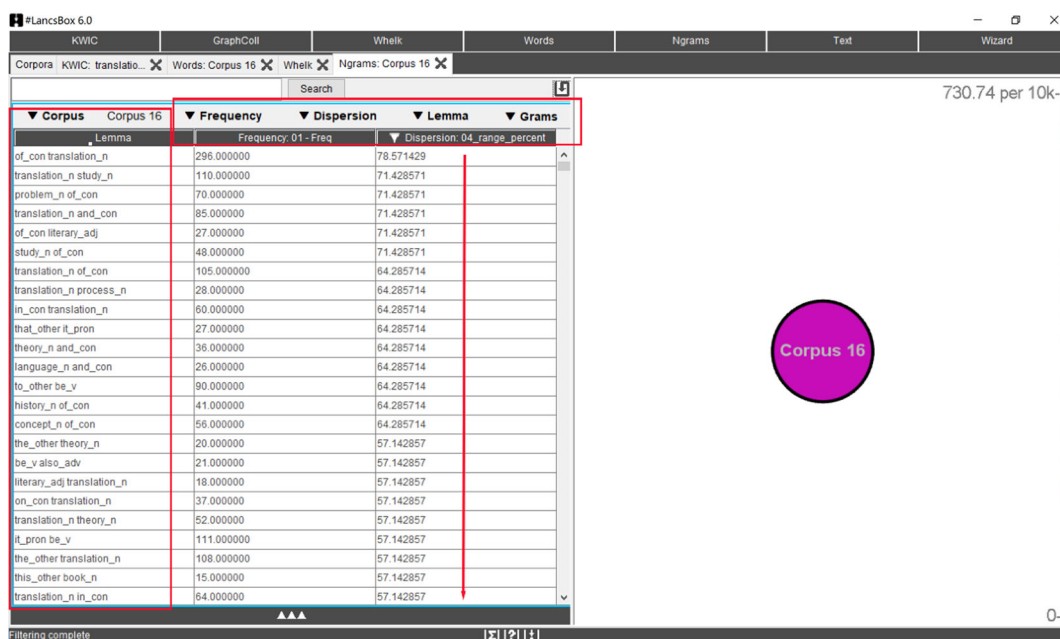 #LancsBox 6.0
KWIC GraphColl Whelk Words Ngrams Text Wizard
Corpora KWIC: translatio... Words: Corpus 16 Whelk Ngrams: Corpus 16
Search
730.74 per 10k
▼ Corpus Corpus 16 ▼ Frequency ▼ Dispersion ▼ Lemma ▼ Grams
Lemma Frequency: 01 - Freq ▼ Dispersion: 04_range_percent
of_con translation_n 296.000000 78.571429
translation_n study_n 110.000000 71.428571
problem_n of_con 70.000000 71.428571
translation_n and_con 85.000000 71.428571
of_con literary_adj 27.000000 71.428571
study_n of_con 48.000000 71.428571
translation_n of_con 105.000000 64.285714
translation_n process_n 28.000000 64.285714
in_con translation_n 60.000000 64.285714
that_other it_pron 27.000000 64.285714
theory_n and_con 36.000000 64.285714
language_n and_con 26.000000 64.285714
to_other be_v 90.000000 64.285714
history_n of_con 41.000000 64.285714
concept_n of_con 56.000000 64.285714
the_other theory_n 20.000000 57.142857
be_v also_adv 21.000000 57.142857
literary_adj translation_n 18.000000 57.142857
on_con translation_n 37.000000 57.142857
translation_n theory_n 52.000000 57.142857
it_pron be_v 111.000000 57.142857
the_other translation_n 108.000000 57.142857
this_other book_n 15.000000 57.142857
translation_n in_con 64.000000 57.142857
Corpus 16
▲▲▲
0
Filtering complete
|Σ| |?| |t|